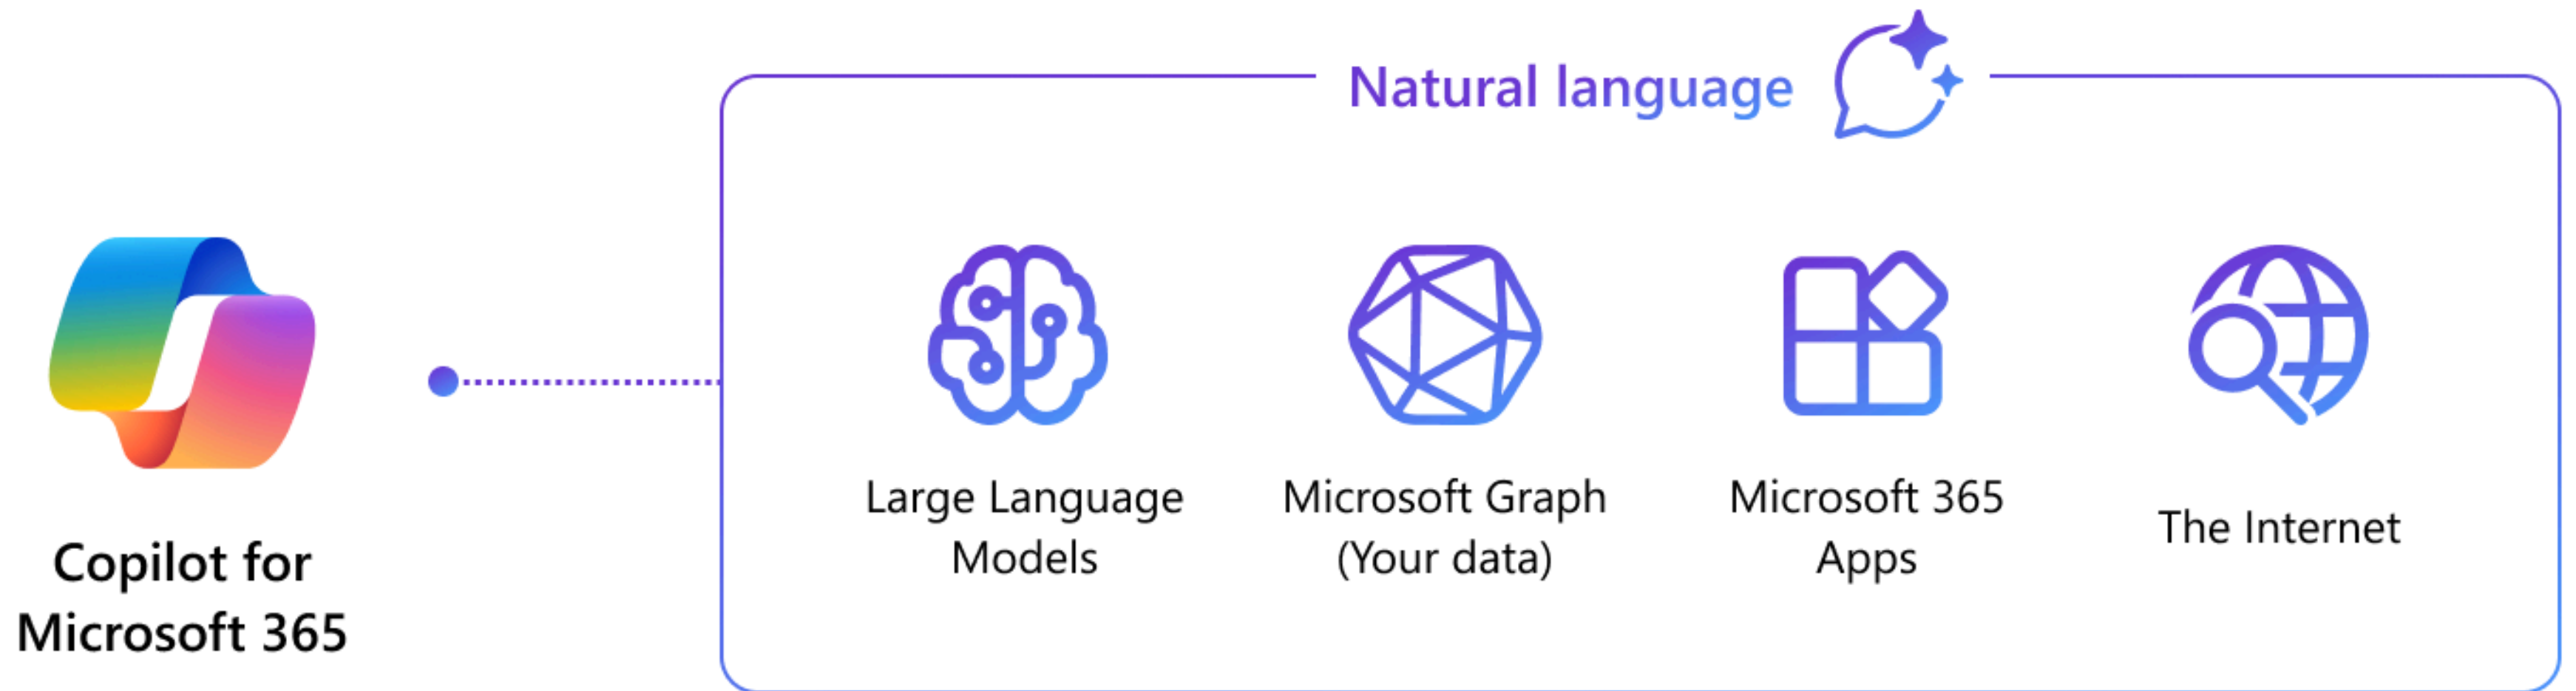 Natural language
Large Language
Models
Microsoft Graph
(Your data)
Microsoft 365
Apps
The Internet
Copilot for
Microsoft 365